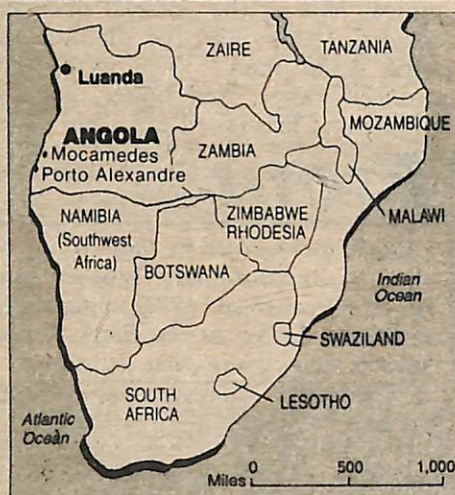 ZAIRE
TANZANIA
Luanda
ANGOLA
Mocamedes
Porto Alexandre
ZAMBIA
MOZAMBIQUE
MALAWI
NAMIBIA
(Southwest
Africa)
ZIMBABWE
RHODESIA
BOTSWANA
Indian
Ocean
SWAZILAND
LESOTHO
SOUTH
AFRICA
Atlantic
Ocean
0 500 1,000
Miles